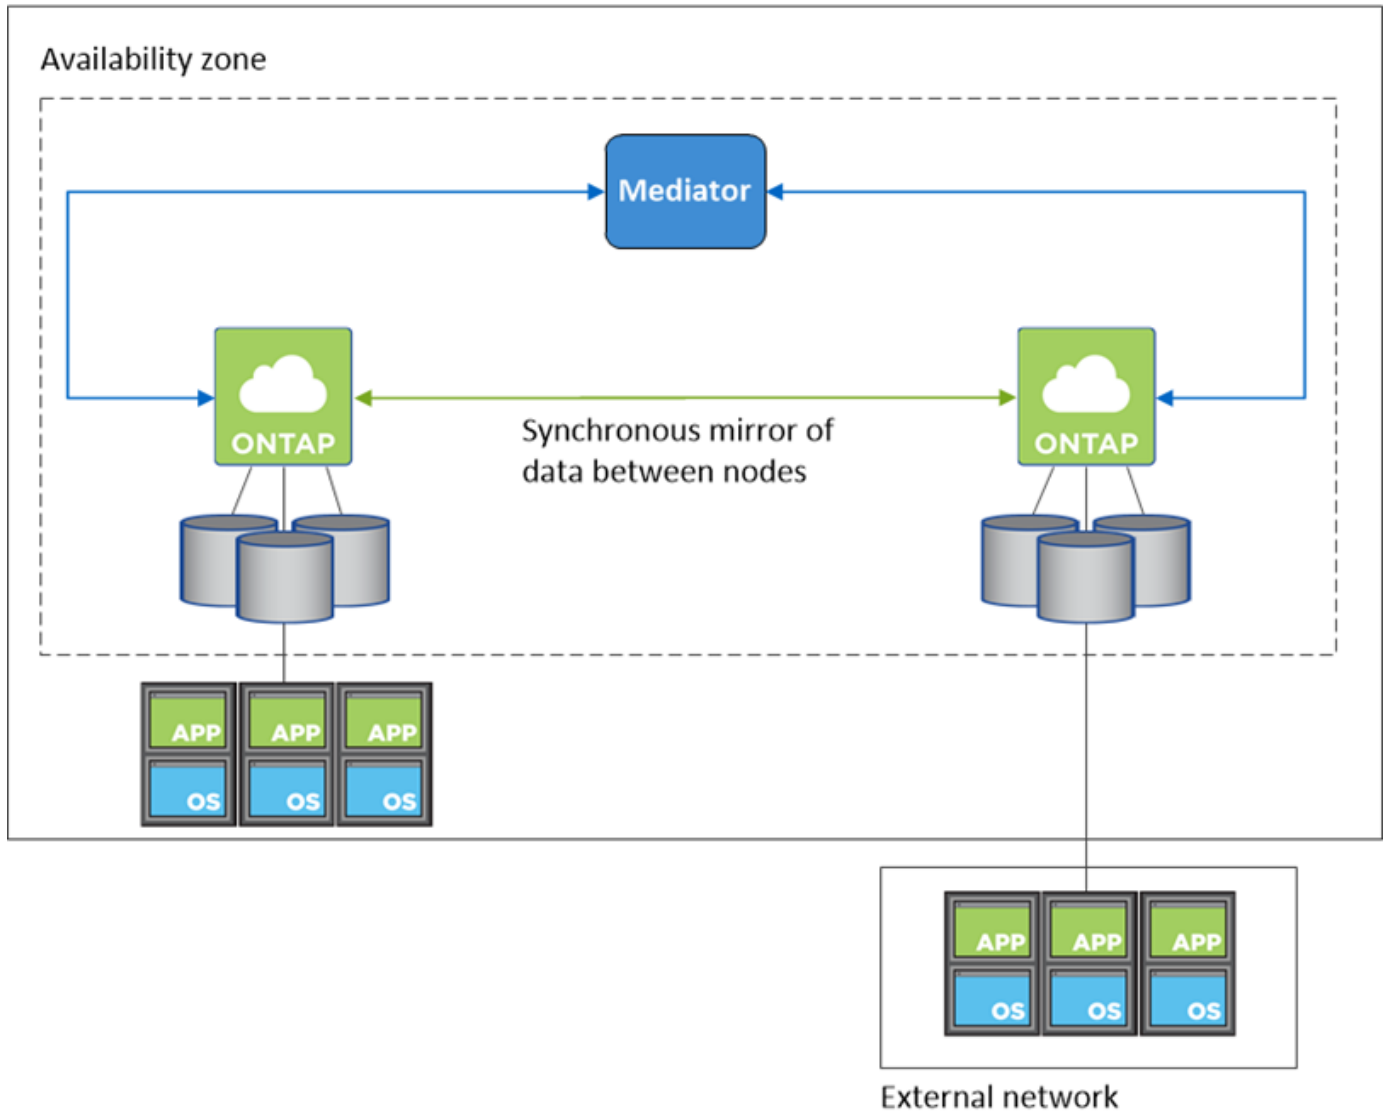 Availability zone
Mediator
ONTAP
ONTAP
Synchronous mirror of
data between nodes
APP APP APP
OS OS OS
APP APP APP
OS OS OS
External network